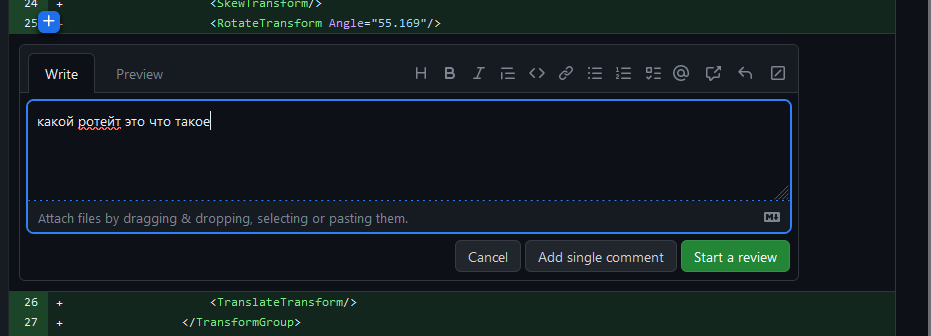 24 + <SkewTransform/>
25 - <RotateTransform Angle="55.169"/>
Write Preview
какой ротейт это что такое
Attach files by dragging & dropping, selecting or pasting them.
Cancel Add single comment Start a review
26 + <TranslateTransform/>
27 + </TransformGroup>